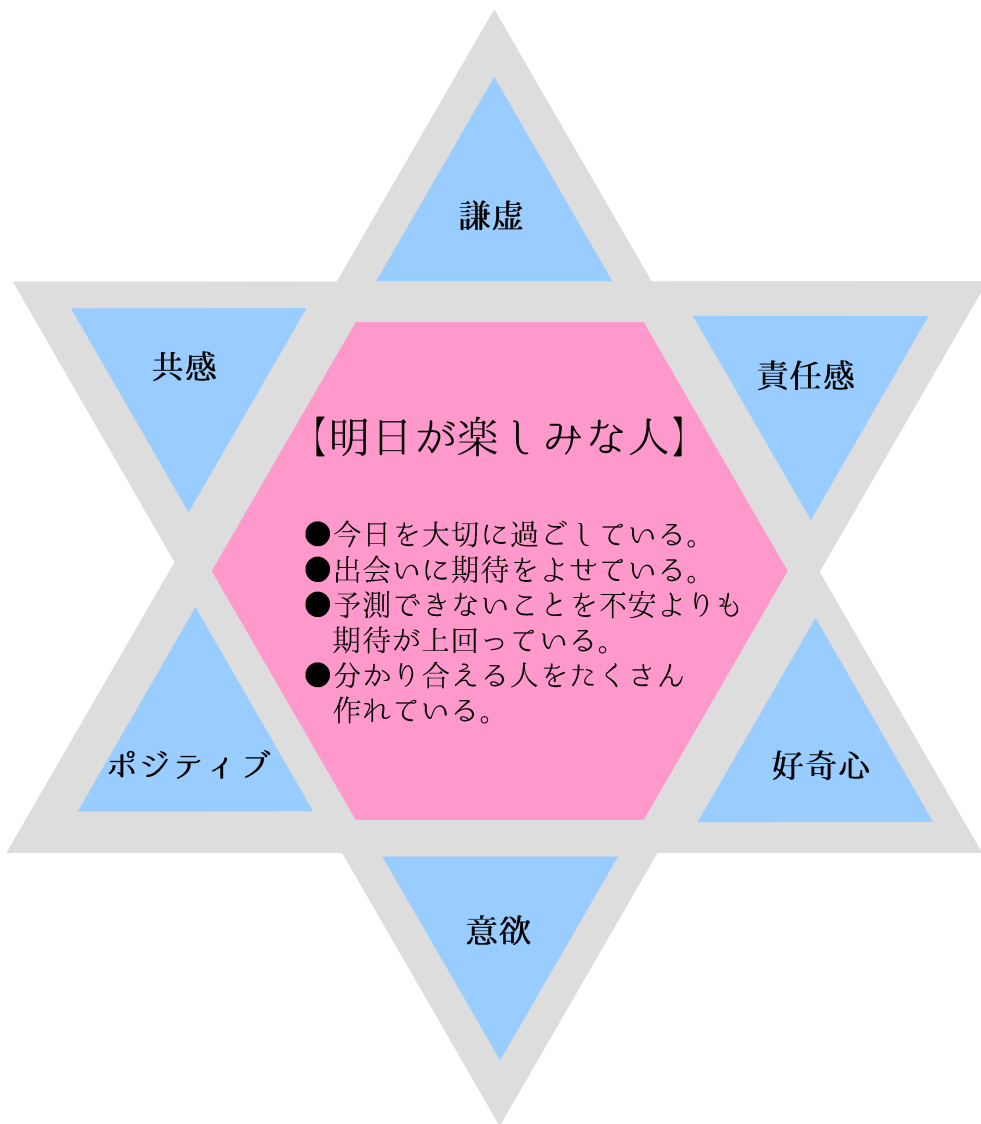 謙虚
共感
責任感
【明日が楽しみな人】
●今日を大切に過ごしている。
●出会いに期待をよせている。
●予測できないことを不安よりも
期待が上回っている。
●分かり合える人をたくさん
作れている。
ポジティブ
好奇心
意欲